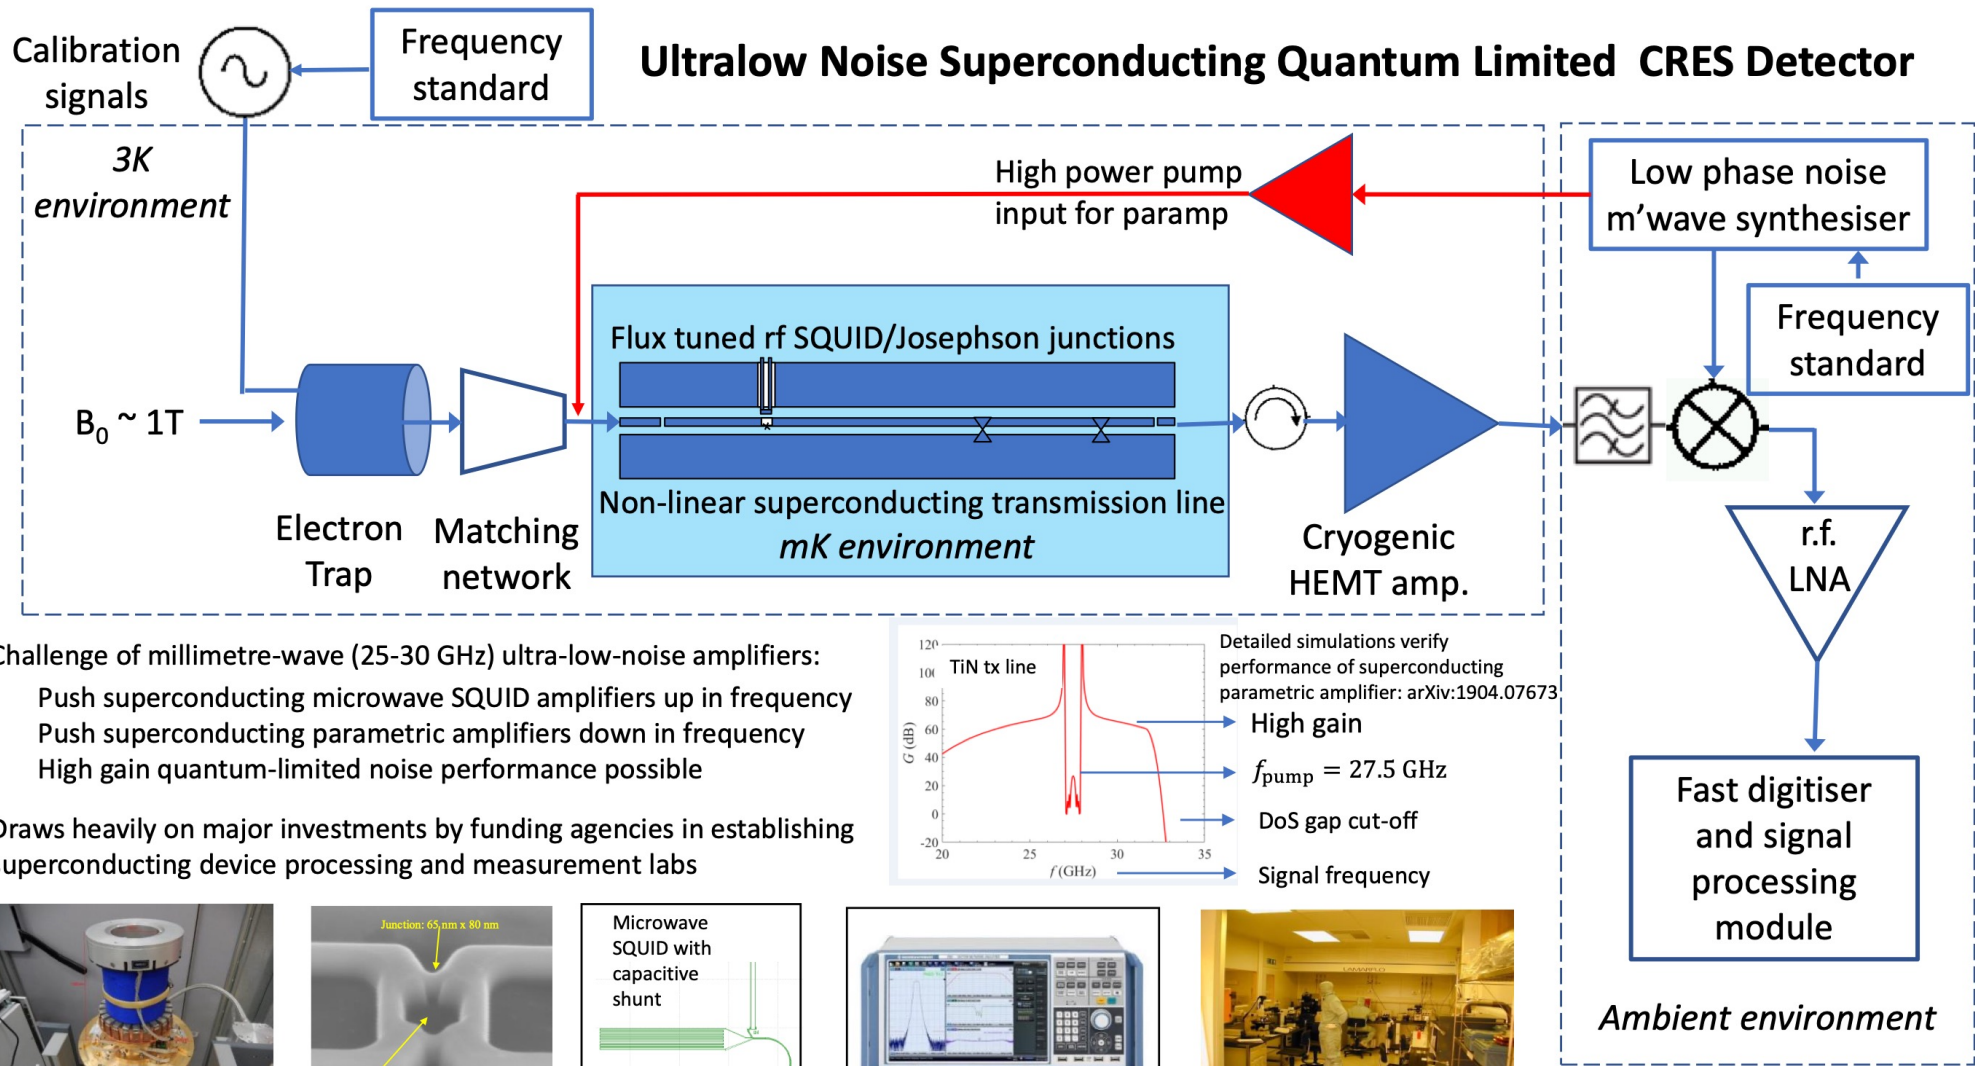 Ultralow Noise Superconducting Quantum Limited CRES Detector
Calibration
signals
Frequency
standard
3K
environment
High power pump
input for paramp
Low phase noise
m'wave synthesiser
Frequency
standard
Flux tuned rf SQUID/Josephson junctions
B0 ~ 1T
Non-linear superconducting transmission line
mK environment
Electron
Trap
Matching
network
Cryogenic
HEMT amp.
r.f.
LNA
Fast digitiser
and signal
processing
module
Ambient environment
Challenge of millimetre-wave (25-30 GHz) ultra-low-noise amplifiers:
Push superconducting microwave SQUID amplifiers up in frequency
Push superconducting parametric amplifiers down in frequency
High gain quantum-limited noise performance possible
Draws heavily on major investments by funding agencies in establishing
superconducting device processing and measurement labs
TiN tx line
G (dB)
120
100
80
60
40
20
0
-20
20
25
30
35
f (GHz)
Detailed simulations verify
performance of superconducting
parametric amplifier: arXiv:1904.07673
High gain
fpump = 27.5 GHz
DoS gap cut-off
Signal frequency
Junction: 65 nm x 80 nm
Microwave
SQUID with
capacitive
shunt